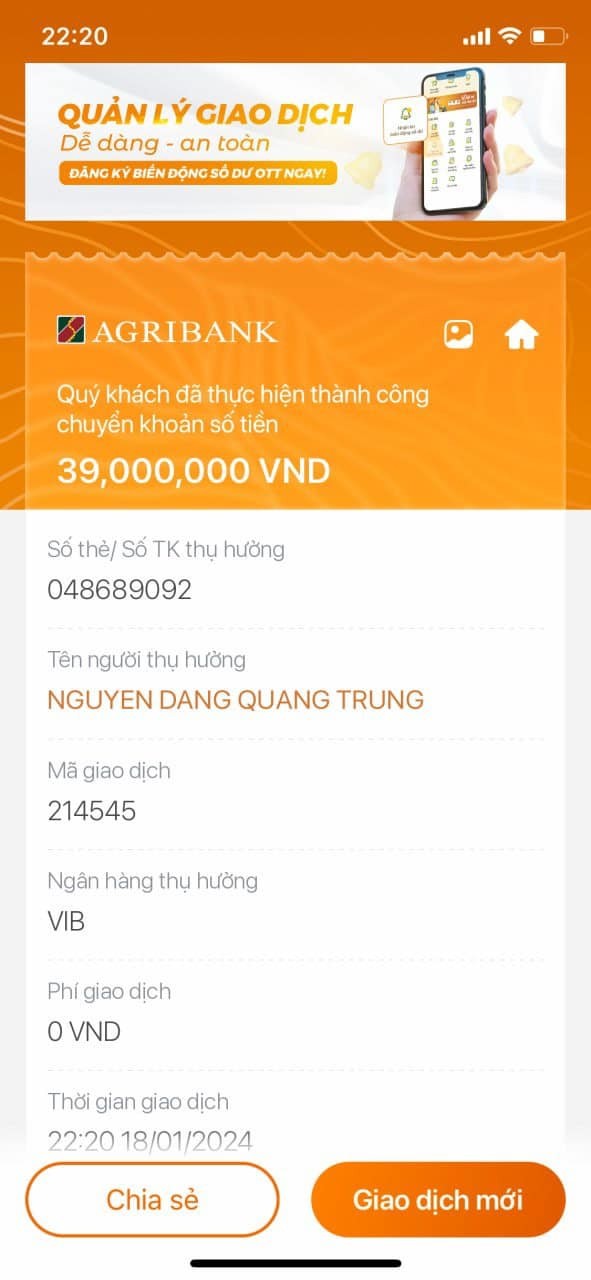 22:20
QUẢN LÝ GIAO DỊCH
Dễ dàng - an toàn
ĐĂNG KÝ BIẾN ĐỘNG SỐ DƯ OTT NGAY!
AGRIBANK
Quý khách đã thực hiện thành công
chuyển khoản số tiền
39,000,000 VND
Số thẻ/ Số TK thụ hưởng
048689092
Tên người thụ hưởng
NGUYEN DANG QUANG TRUNG
Mã giao dịch
214545
Ngân hàng thụ hưởng
VIB
Phí giao dịch
0 VND
Thời gian giao dịch
22:20 18/01/2024
Chia sẻ
Giao dịch mới